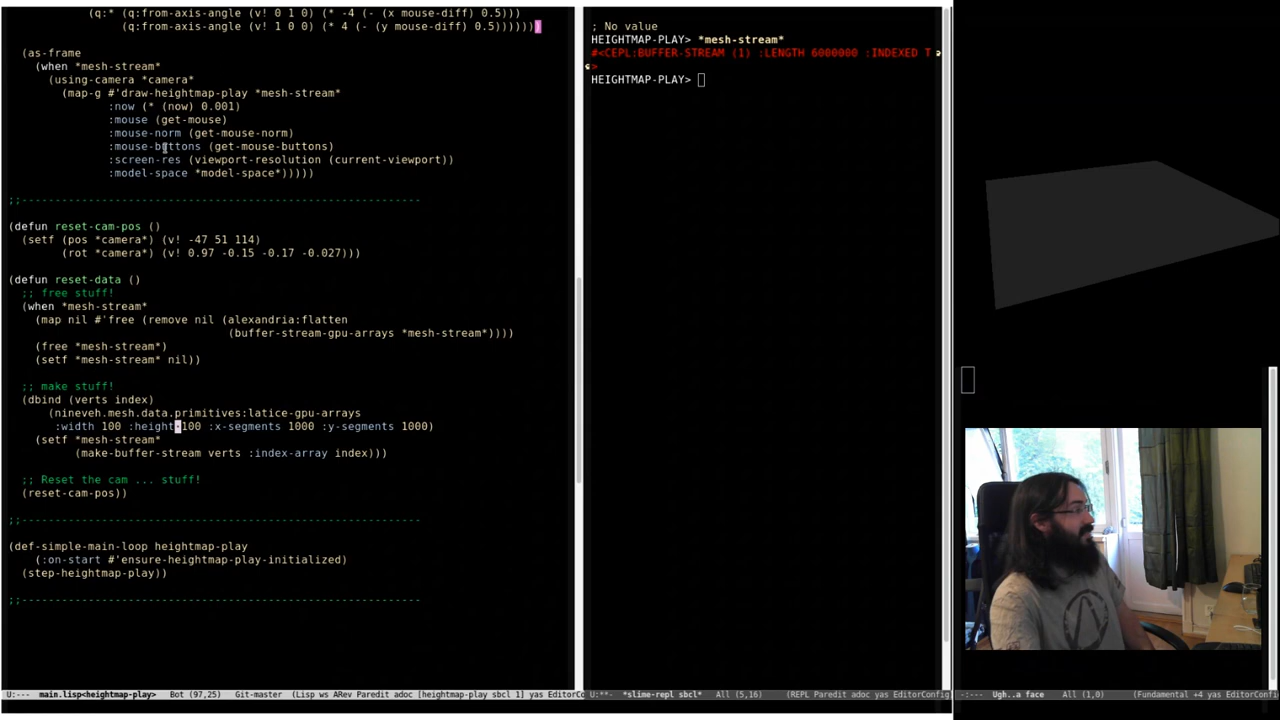 (q:* (q:from-axis-angle (v! 0 1 0) (* -4 (- (x mouse-diff) 0.5)))
(q:from-axis-angle (v! 1 0 0) (* 4 (- (y mouse-diff) 0.5))))))
(as-frame
(when *mesh-stream*
(using-camera *camera*
(map-g #'draw-heightmap-play *mesh-stream*
:now (* (now) 0.001)
:mouse (get-mouse)
:mouse-norm (get-mouse-norm)
:mouse-buttons (get-mouse-buttons)
:screen-res (viewport-resolution (current-viewport))
:model-space *model-space*)))))
;;------------------------------------------------------------
(defun reset-cam-pos ()
(setf (pos *camera*) (v! -47 51 114)
(rot *camera*) (v! 0.97 -0.15 -0.17 -0.027)))
(defun reset-data ()
;; free stuff!
(when *mesh-stream*
(map nil #'free (remove nil (alexandria:flatten
(buffer-stream-gpu-arrays *mesh-stream*))))
(free *mesh-stream*)
(setf *mesh-stream* nil))
;; make stuff!
(dbind (verts index)
(nineveh.mesh.data.primitives:latice-gpu-arrays
:width 100 :height 100 :x-segments 1000 :y-segments 1000)
(setf *mesh-stream*
(make-buffer-stream verts :index-array index)))
;; Reset the cam ... stuff!
(reset-cam-pos))
;;------------------------------------------------------------
(def-simple-main-loop heightmap-play
(:on-start #'ensure-heightmap-play-initialized)
(step-heightmap-play))
;;------------------------------------------------------------
U:--- main.lisp<heightmap-play> Bot (97,25) Git-master (Lisp ws ARev Paredit adoc [heightmap-play sbcl 1] yas EditorCo
; No value
HEIGHTMAP-PLAY> *mesh-stream*
#<CEPL:BUFFER-STREAM (1) :LENGTH 6000000 :INDEXED T
>
HEIGHTMAP-PLAY>
U:**- *slime-repl sbcl* All (5,16) (REPL Paredit adoc yas EditorConfig
-:--- Ugh..a face All (1,0) (Fundamental +4 yas EditorConfi